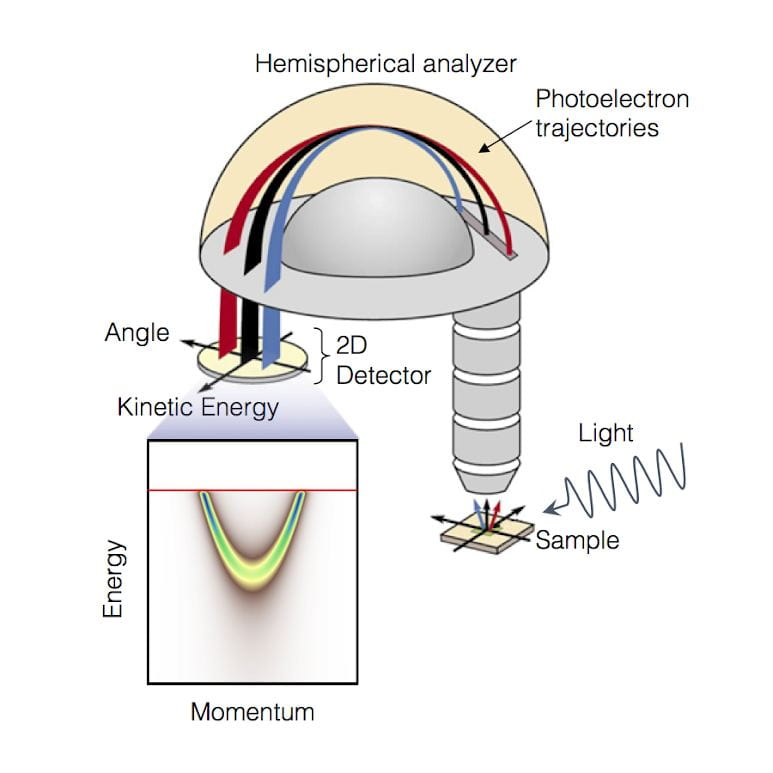 Hemispherical analyzer
Photoelectron
trajectories
Angle
2D
Detector
Kinetic Energy
Light
Sample
Energy
Momentum